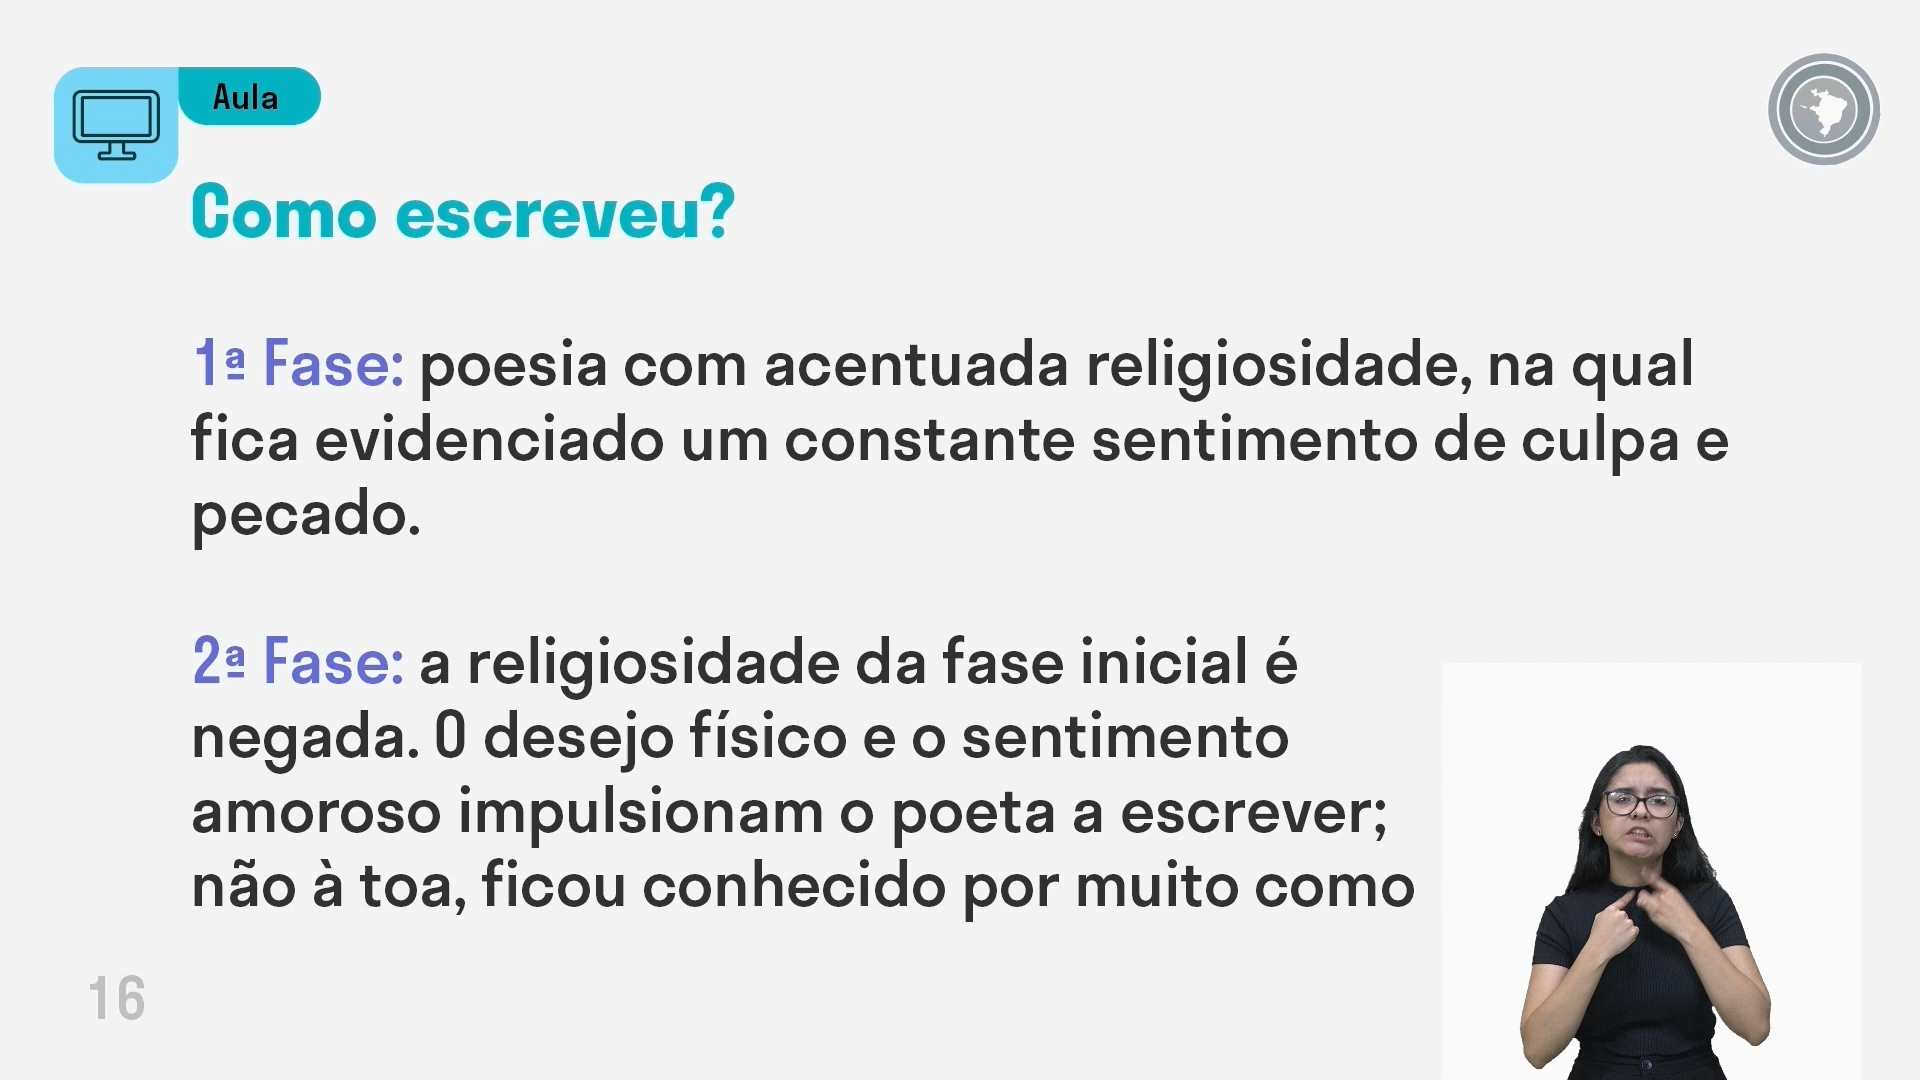 Aula
Como escreveu?
1ª Fase: poesia com acentuada religiosidade, na qual
fica evidenciado um constante sentimento de culpa e
pecado.
2ª Fase: a religiosidade da fase inicial é
negada. O desejo físico e o sentimento
amoroso impulsionam o poeta a escrever;
não à toa, ficou conhecido por muito como
16